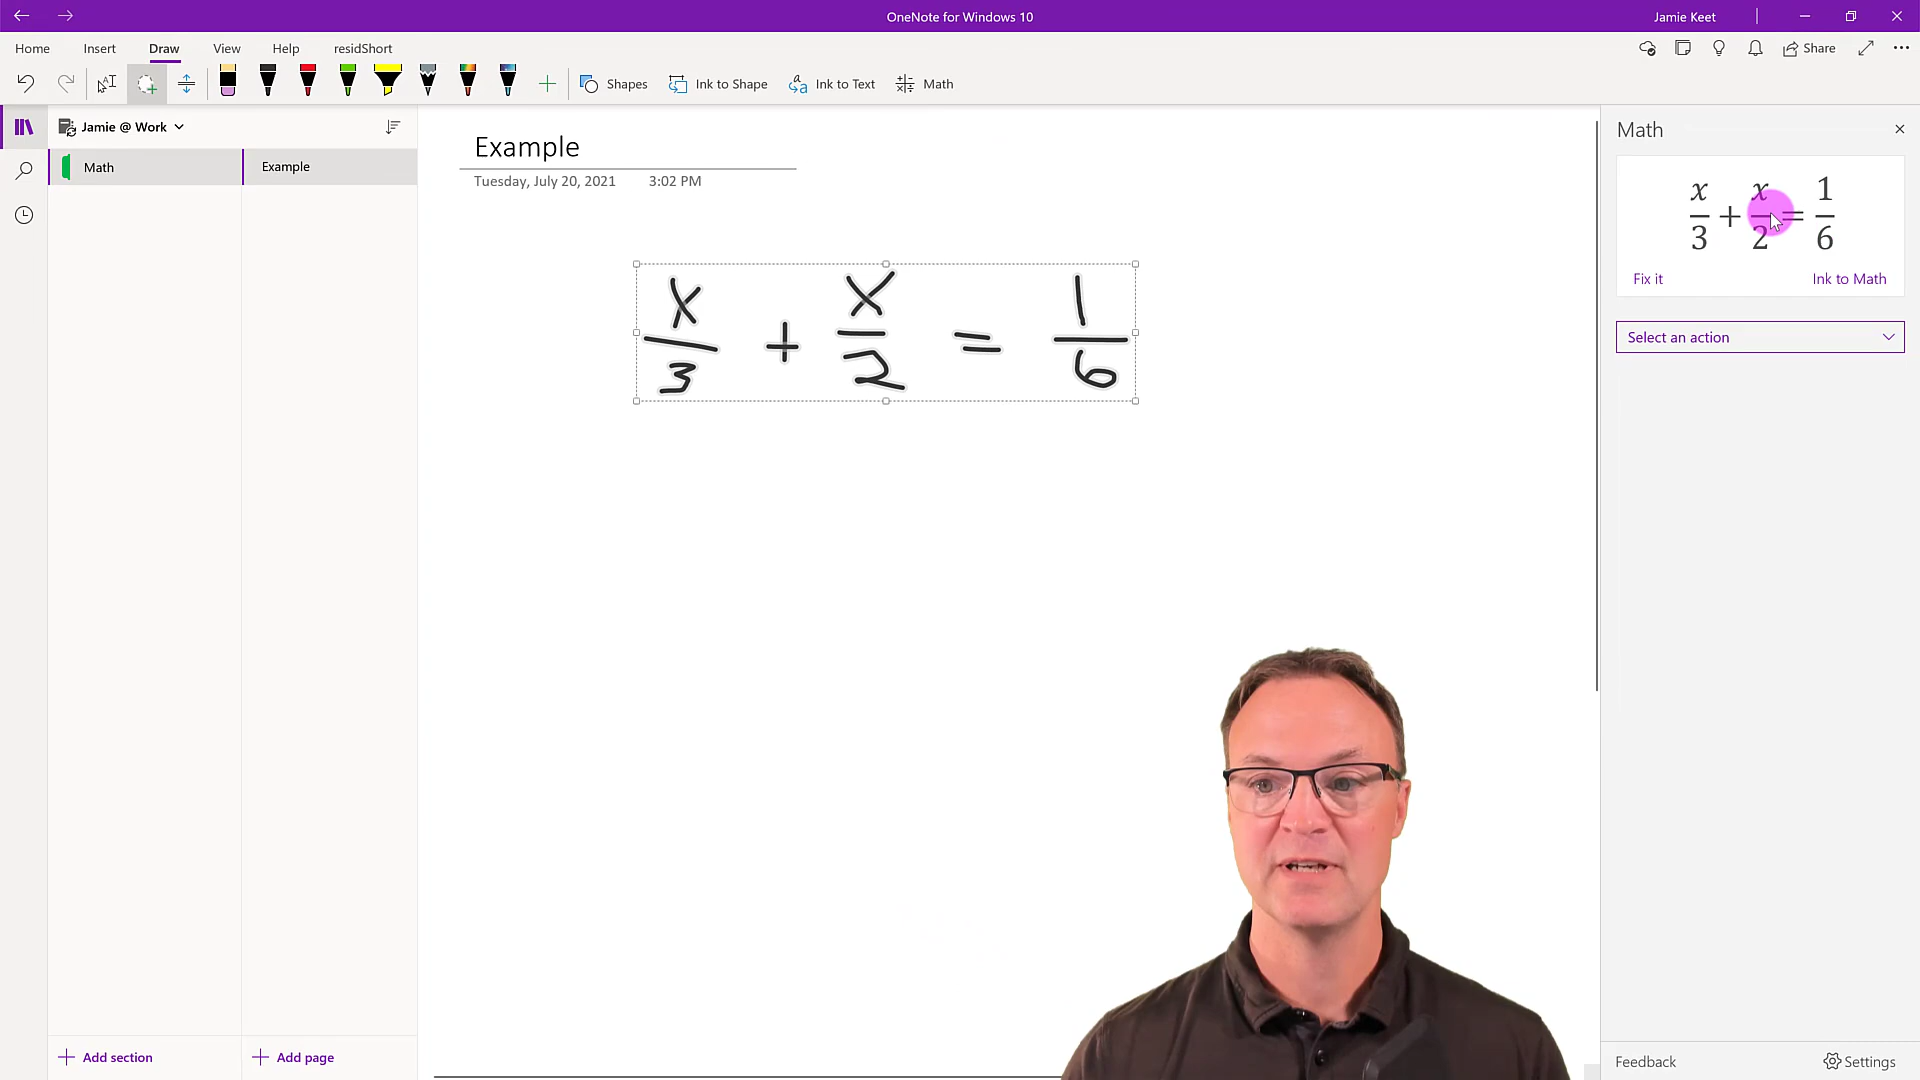 OneNote for Windows 10
Jamie Keet
Home Insert Draw View Help residShort
Share
Shapes Ink to Shape Ink to Text Math
Jamie @ Work
Math
Example
Example
Tuesday, July 20, 2021 3:02 PM
x/3 + x/2 = 1/6
Math
x/3 + x/2 = 1/6
Fix it Ink to Math
Select an action
Add section
Add page
Feedback
Settings